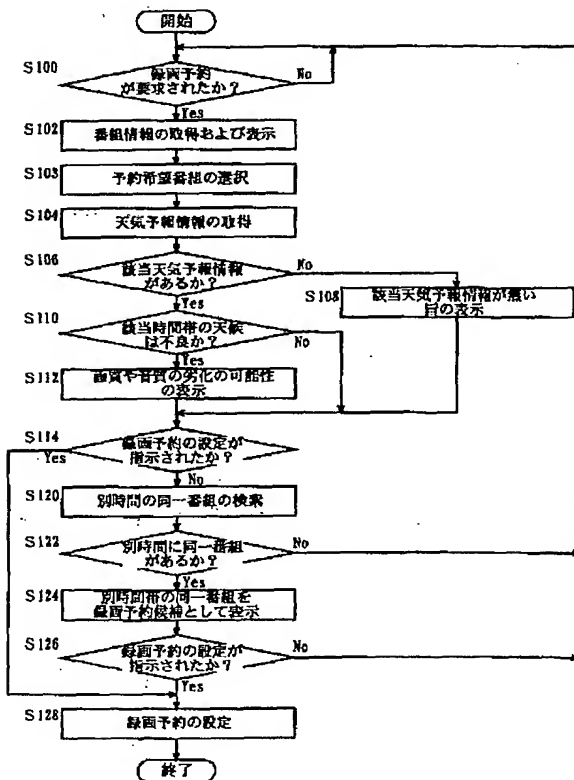 開始
S100
録画予約
が要求されたか？
No
Yes
S102
番組情報の取得および表示
S103
予約希望番組の選択
S104
天気予報情報の取得
S106
該当天気予報情報
があるか？
No
Yes
S108
該当天気予報情報が無い
旨の表示
S110
該当時間帯の天候
は不良か？
No
Yes
S112
画質や音質の劣化の可能性
の表示
S114
録画予約の設定が
指示されたか？
Yes
No
S120
別時間の同一番組の検索
S122
別時間に同一番組
があるか？
No
Yes
S124
別時間帯の同一番組を
録画予約候補として表示
S126
録画予約の設定が
指示されたか？
No
Yes
S128
録画予約の設定
終了